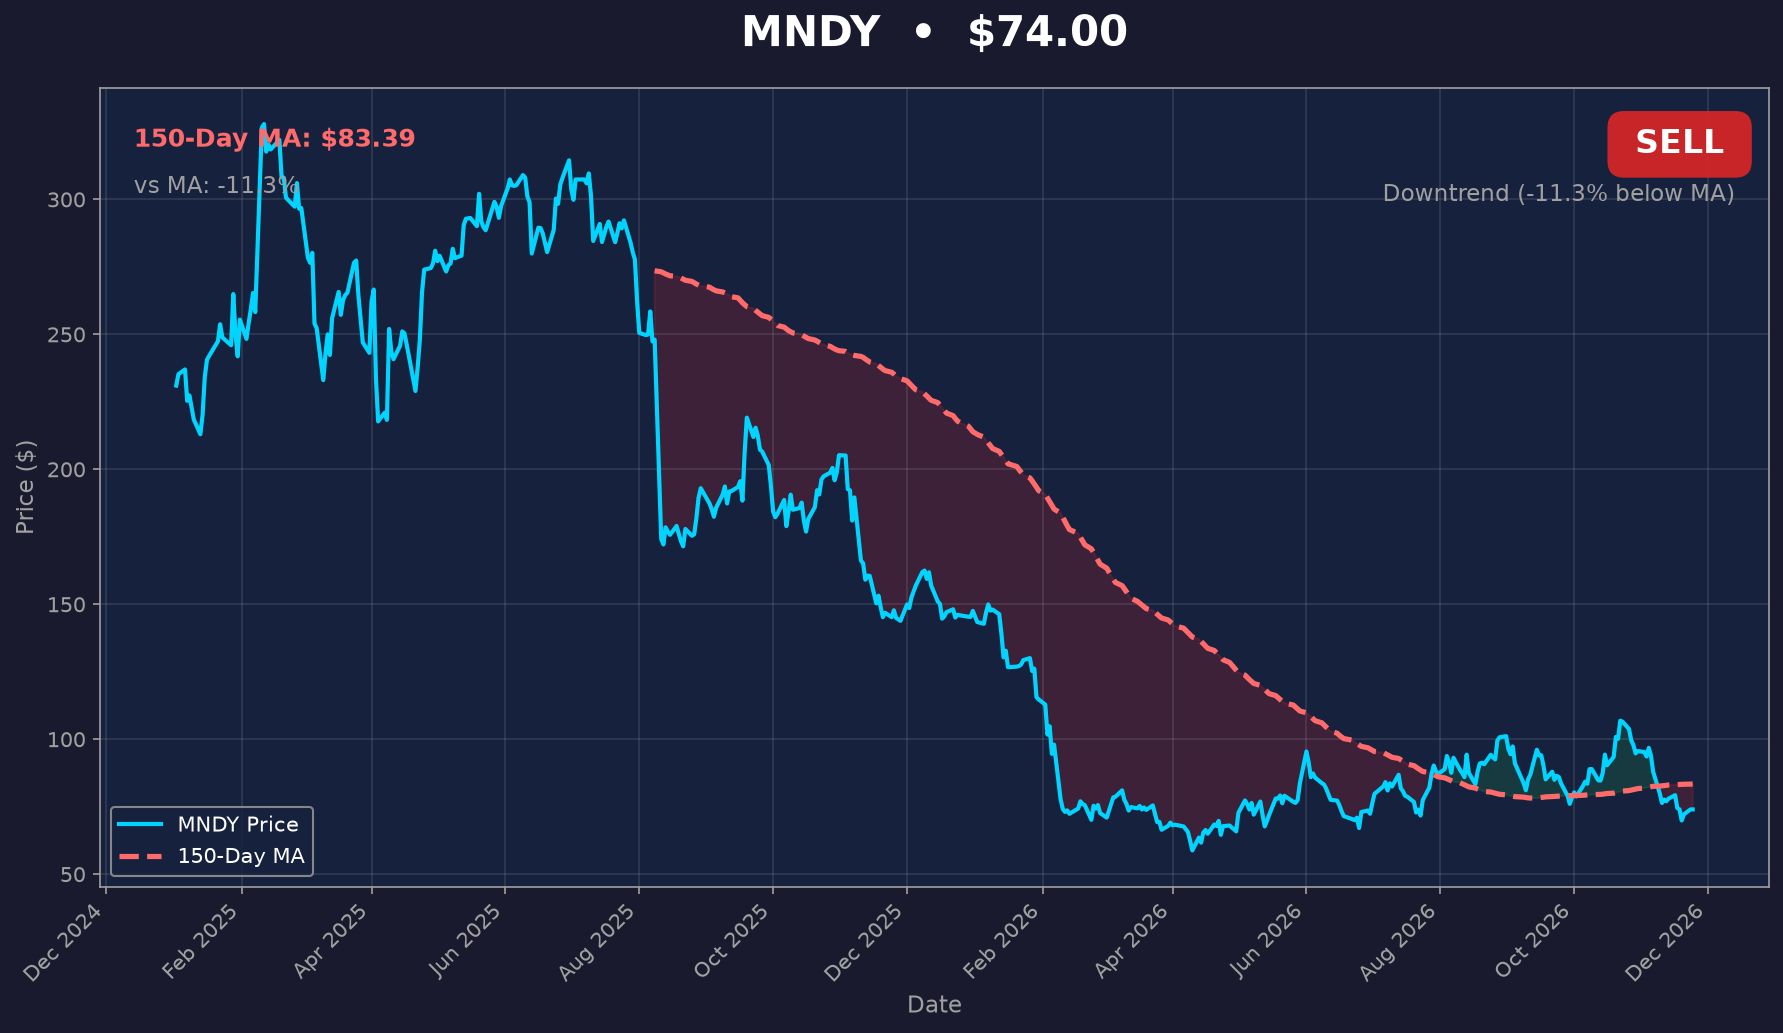 MNDY • $74.00
150-Day MA: $83.39
SELL
vs MA: -11.3%
Downtrend (-11.3% below MA)
Price ($)
300
250
200
150
100
50
MNDY Price
150-Day MA
Dec 2024
Feb 2025
Apr 2025
Jun 2025
Aug 2025
Oct 2025
Dec 2025
Feb 2026
Apr 2026
Jun 2026
Aug 2026
Oct 2026
Dec 2026
Date